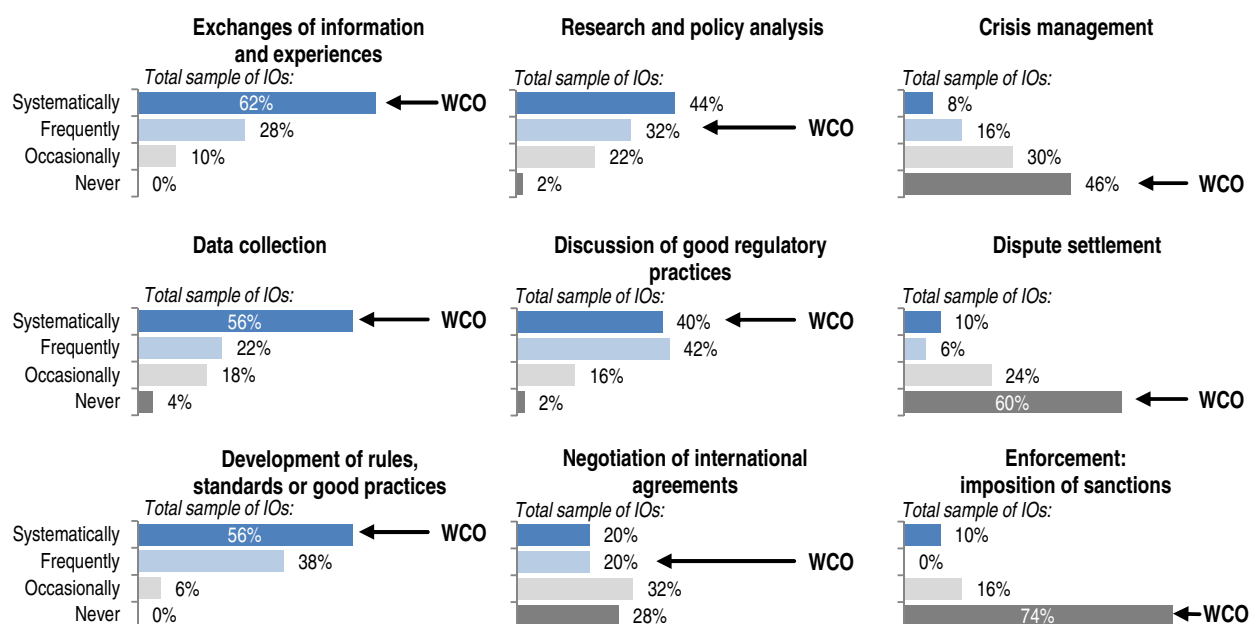 Exchanges of information
and experiences
Total sample of IOs:
Systematically 62% WCO
Frequently 28%
Occasionally 10%
Never 0%
Research and policy analysis
Total sample of IOs:
44%
32% WCO
22%
2%
Crisis management
Total sample of IOs:
8%
16%
30%
46% WCO
Data collection
Total sample of IOs:
Systematically 56% WCO
Frequently 22%
Occasionally 18%
Never 4%
Discussion of good regulatory
practices
Total sample of IOs:
40% WCO
42%
16%
2%
Dispute settlement
Total sample of IOs:
10%
6%
24%
60% WCO
Development of rules,
standards or good practices
Total sample of IOs:
Systematically 56% WCO
Frequently 38%
Occasionally 6%
Never 0%
Negotiation of international
agreements
Total sample of IOs:
20%
20% WCO
32%
28%
Enforcement:
imposition of sanctions
Total sample of IOs:
10%
0%
16%
74% WCO